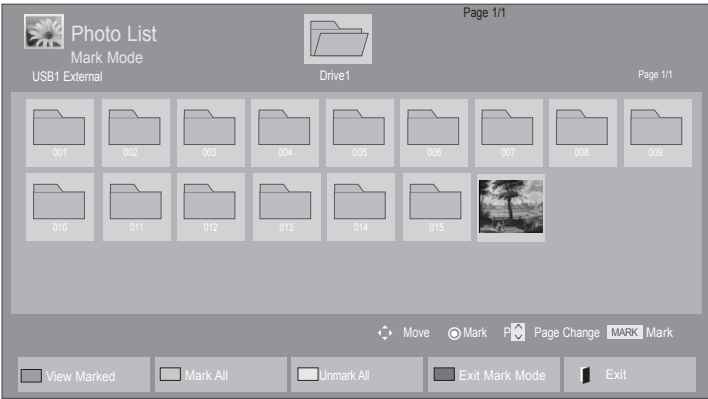 Page 1/1
Photo List
Mark Mode
USB1 External
Drive1
Page 1/1
001 002 003 004 005 006 007 008 009
010 011 012 013 014 015
Move Mark P Page Change MARK Mark
View Marked Mark All Unmark All Exit Mark Mode Exit